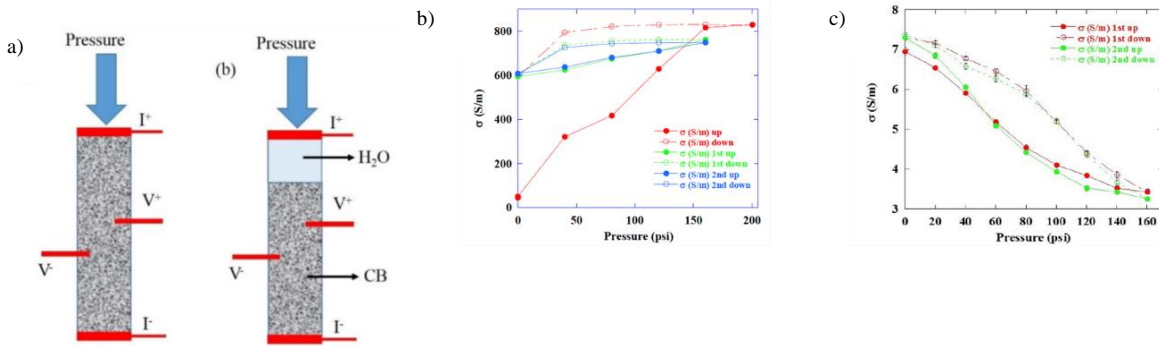 a)
Pressure
I⁺
V⁺
V⁻
I⁻
(b)
Pressure
I⁺
H₂O
V⁺
V⁻
CB
I⁻
b)
σ (S/m)
800
600
400
200
0
0 50 100 150 200
Pressure (psi)
σ (S/m) up
σ (S/m) down
σ (S/m) 1st up
σ (S/m) 1st down
σ (S/m) 2nd up
σ (S/m) 2nd down
c)
σ (S/m)
8
7
6
5
4
3
0 20 40 60 80 100 120 140 160
Pressure (psi)
σ (S/m) 1st up
σ (S/m) 1st down
σ (S/m) 2nd up
σ (S/m) 2nd down